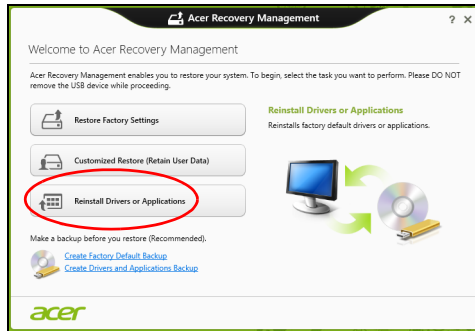 Acer Recovery Management
? X
Welcome to Acer Recovery Management
Acer Recovery Management enables you to restore your system. To begin, select the task you want to perform. Please DO NOT
remove the USB device while proceeding.
Restore Factory Settings
Customized Restore (Retain User Data)
Reinstall Drivers or Applications
Reinstall Drivers or Applications
Reinstalls factory default drivers or applications.
Make a backup before you restore (Recommended).
Create Factory Default Backup
Create Drivers and Applications Backup
acer